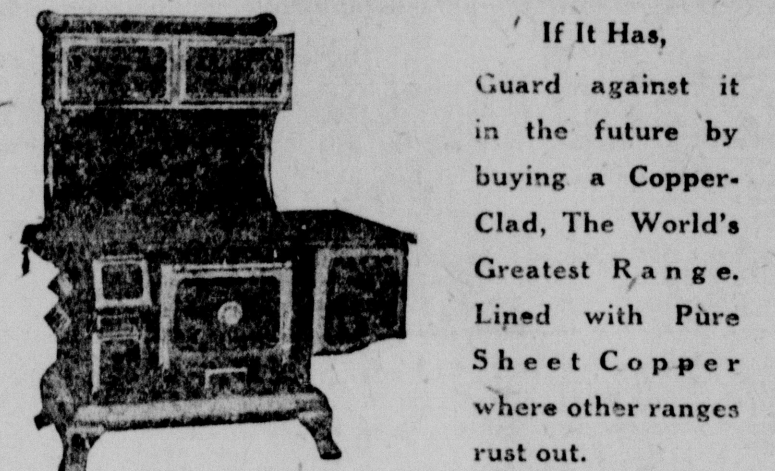 If It Has,
Guard against it
in the future by
buying a Copper-
Clad, The World's
Greatest Range.
Lined with Pure
Sheet Copper
where other ranges
rust out.